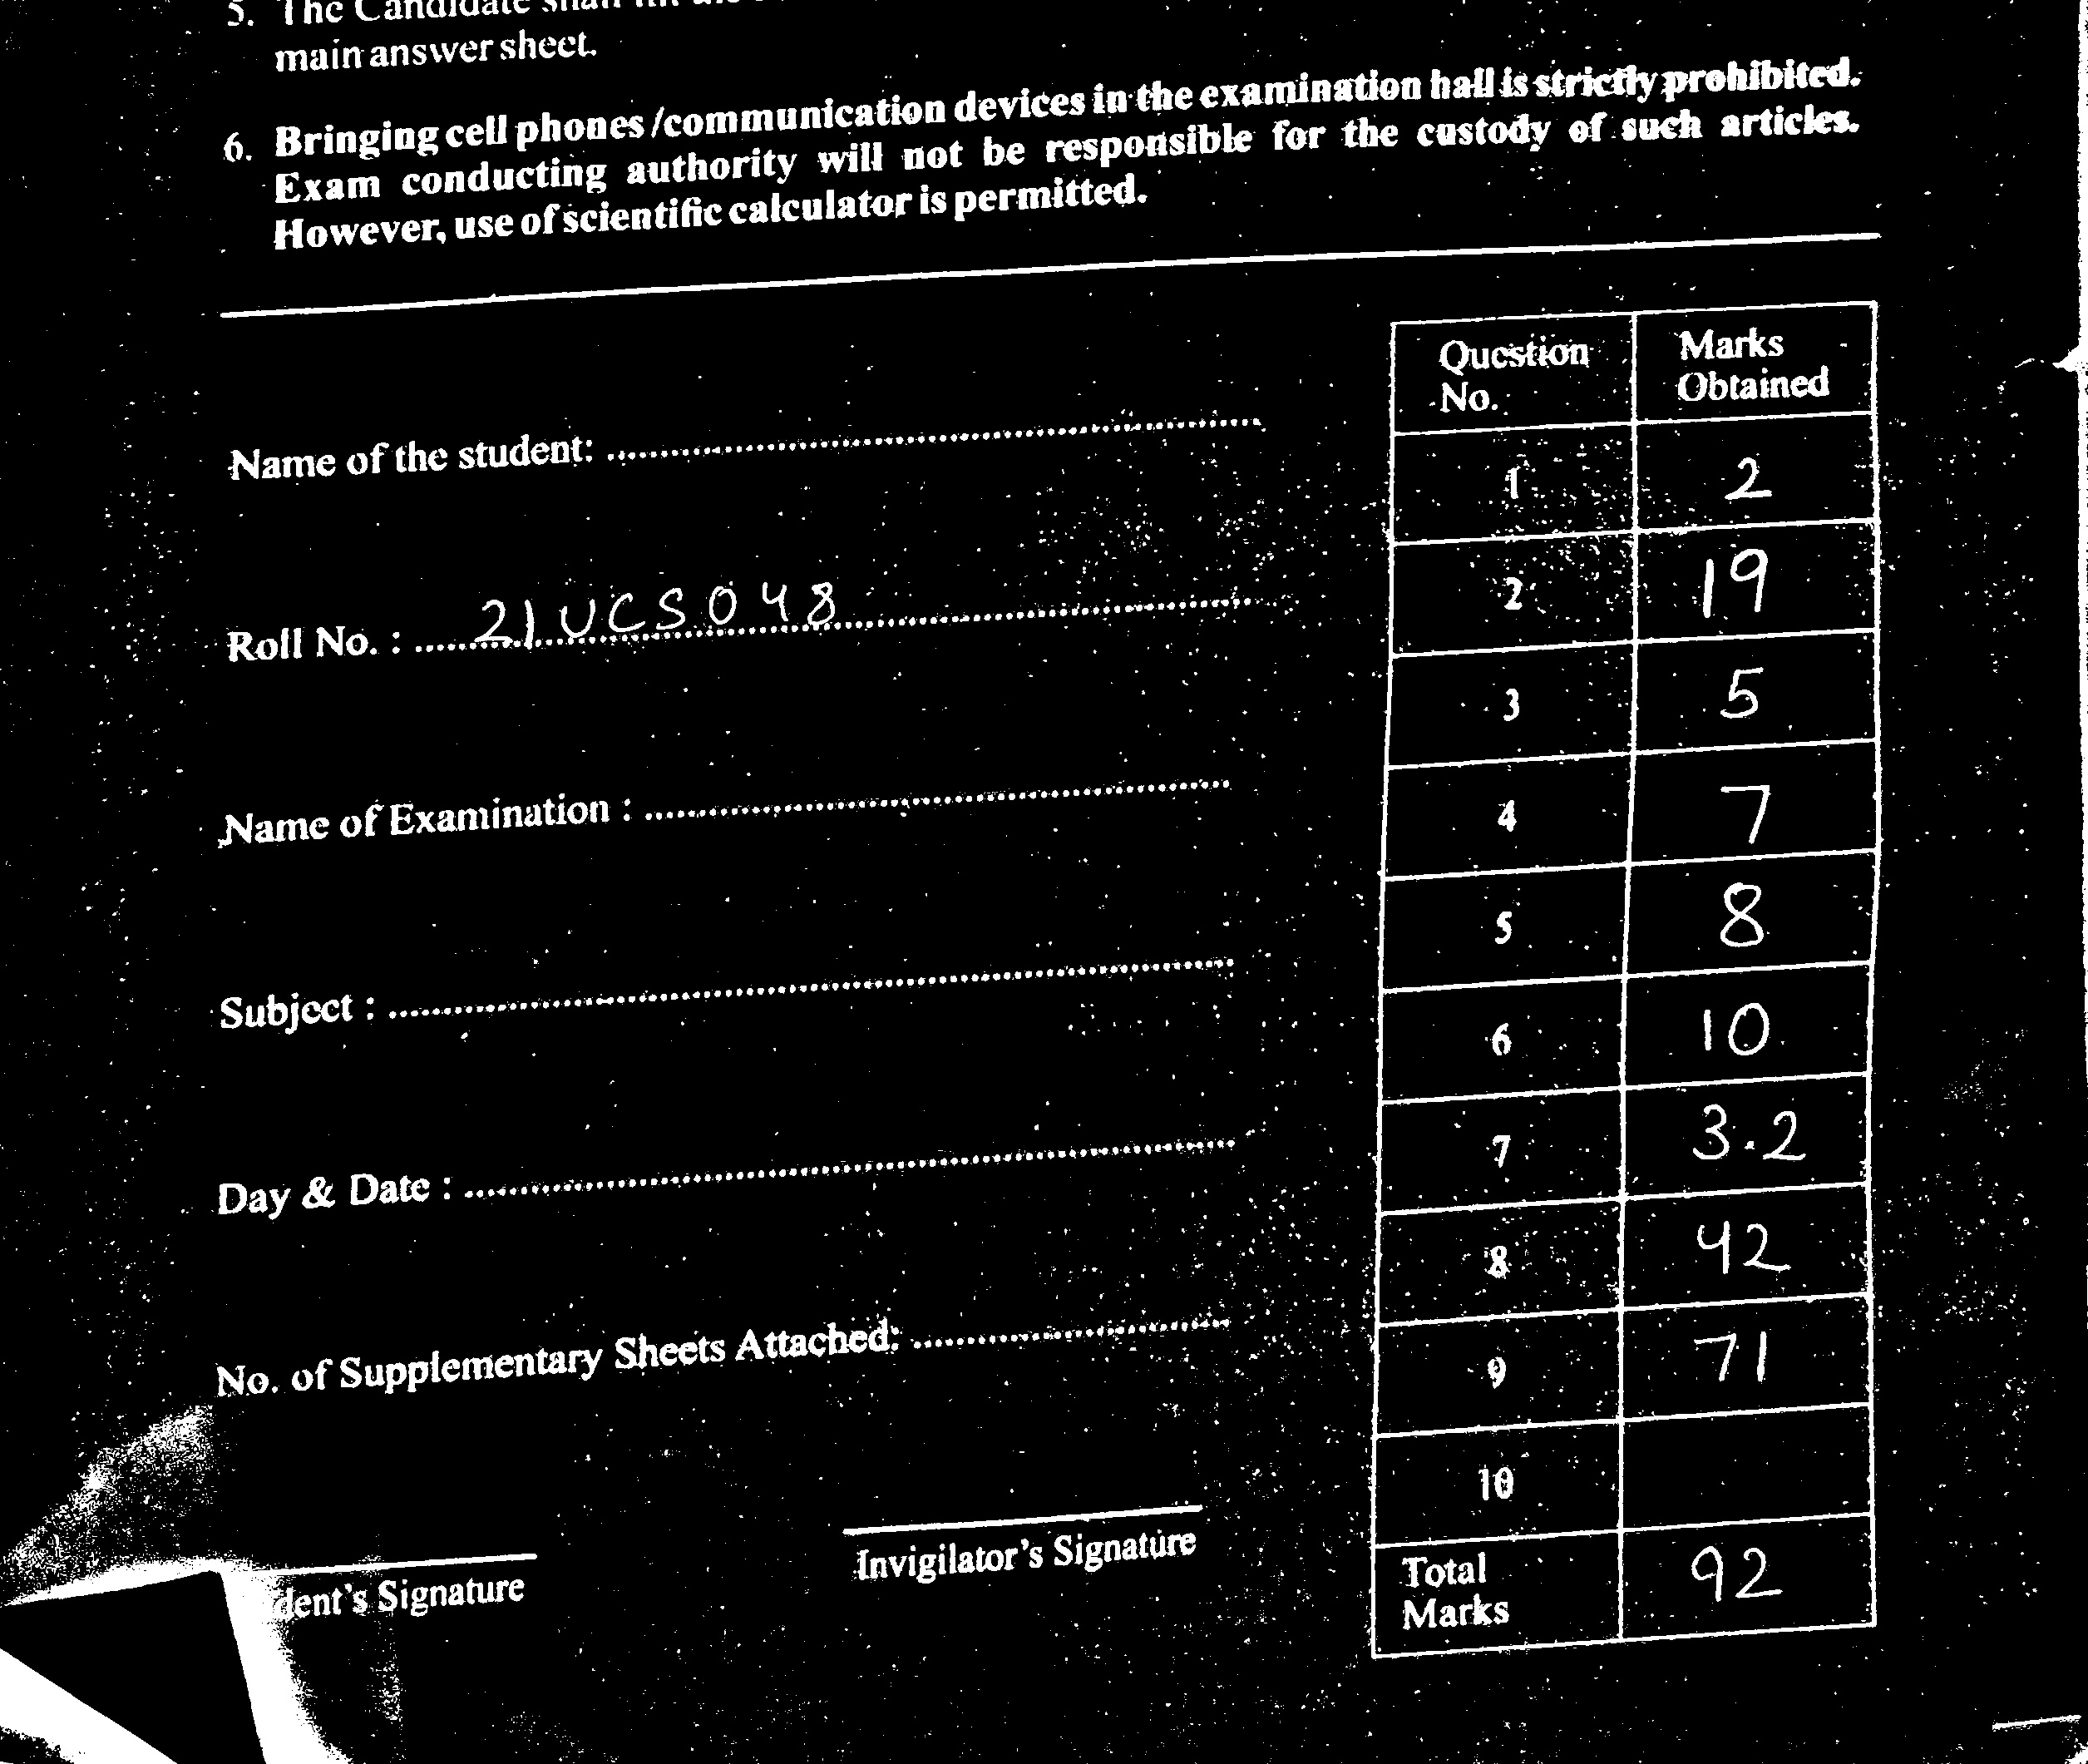 5. The Candidate shall
main answer sheet.
6. Bringing cell phones /communication devices in the examination hall is strictly prohibited.
Exam conducting authority will not be responsible for the custody of such articles.
However, use of scientific calculator is permitted.
Question No. Marks Obtained
Name of the student:
1 2
2 19
Roll No. : 21UCS048
3 5
Name of Examination :
4 7
5 8
Subject :
6 10
7 3.2
Day & Date :
8 42
No. of Supplementary Sheets Attached:
9 71
10
Invigilator's Signature
dent's Signature
Total Marks 92